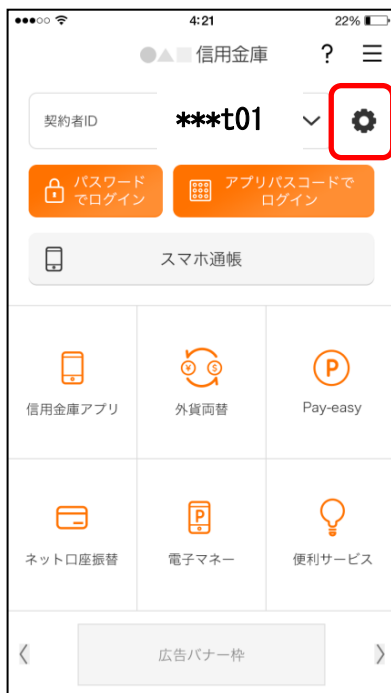 4:21
22%
●▲■信用金庫
?
契約者ID
***t01
パスワード
でログイン
アプリパスコードで
ログイン
スマホ通帳
信用金庫アプリ
外貨両替
Pay-easy
ネット口座振替
電子マネー
便利サービス
広告バナー枠